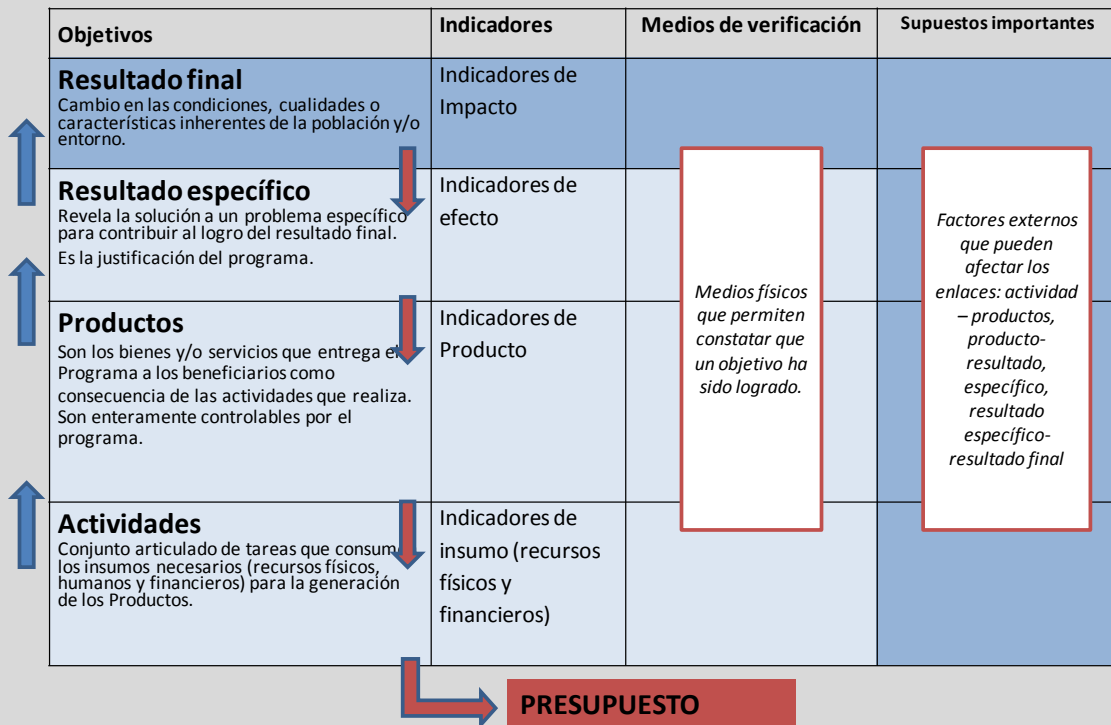 Objetivos
Indicadores
Medios de verificación
Supuestos importantes
Resultado final
Cambio en las condiciones, cualidades o
características inherentes de la población y/o
entorno.
Indicadores de
Impacto
Resultado específico
Revela la solución a un problema específico
para contribuir al logro del resultado final.
Es la justificación del programa.
Indicadores de
efecto
Productos
Son los bienes y/o servicios que entrega el
Programa a los beneficiarios como
consecuencia de las actividades que realiza.
Son enteramente controlables por el
programa.
Indicadores de
Producto
Actividades
Conjunto articulado de tareas que consum
los insumos necesarios (recursos físicos,
humanos y financieros) para la generación
de los Productos.
Indicadores de
insumo (recursos
físicos y
financieros)
Medios físicos
que permiten
constatar que
un objetivo ha
sido logrado.
Factores externos
que pueden
afectar los
enlaces: actividad
– productos,
producto-
resultado,
específico,
resultado
específico-
resultado final
PRESUPUESTO